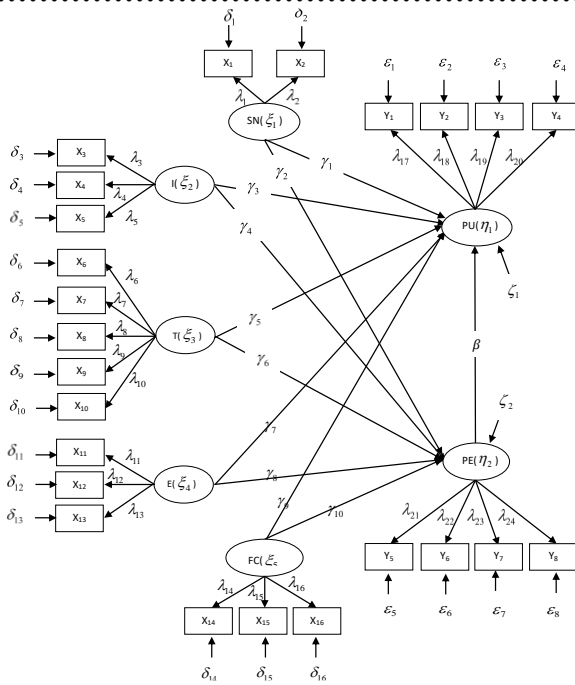 δ₁ δ₂
X₁ X₂
λ₁ λ₂
SN(ξ₁)
ε₁ ε₂ ε₃ ε₄
Y₁ Y₂ Y₃ Y₄
λ₁₇ λ₁₈ λ₁₉ λ₂₀
PU(η₁)
ζ₁
δ₃ X₃ λ₃
δ₄ X₄ λ₄
δ₅ X₅ λ₅
I(ξ₂)
γ₁
γ₂
γ₃
γ₄
δ₆ X₆ λ₆
δ₇ X₇ λ₇
δ₈ X₈ λ₈
δ₉ X₉ λ₉
δ₁₀ X₁₀ λ₁₀
T(ξ₃)
γ₅
γ₆
β
ζ₂
δ₁₁ X₁₁ λ₁₁
δ₁₂ X₁₂ λ₁₂
δ₁₃ X₁₃ λ₁₃
E(ξ₄)
γ₇
γ₈
γ₉
γ₁₀
PE(η₂)
λ₂₁ λ₂₂ λ₂₃ λ₂₄
Y₅ Y₆ Y₇ Y₈
ε₅ ε₆ ε₇ ε₈
FC(ξ₅
λ₁₄ λ₁₅ λ₁₆
X₁₄ X₁₅ X₁₆
δ₁₄ δ₁₅ δ₁₆